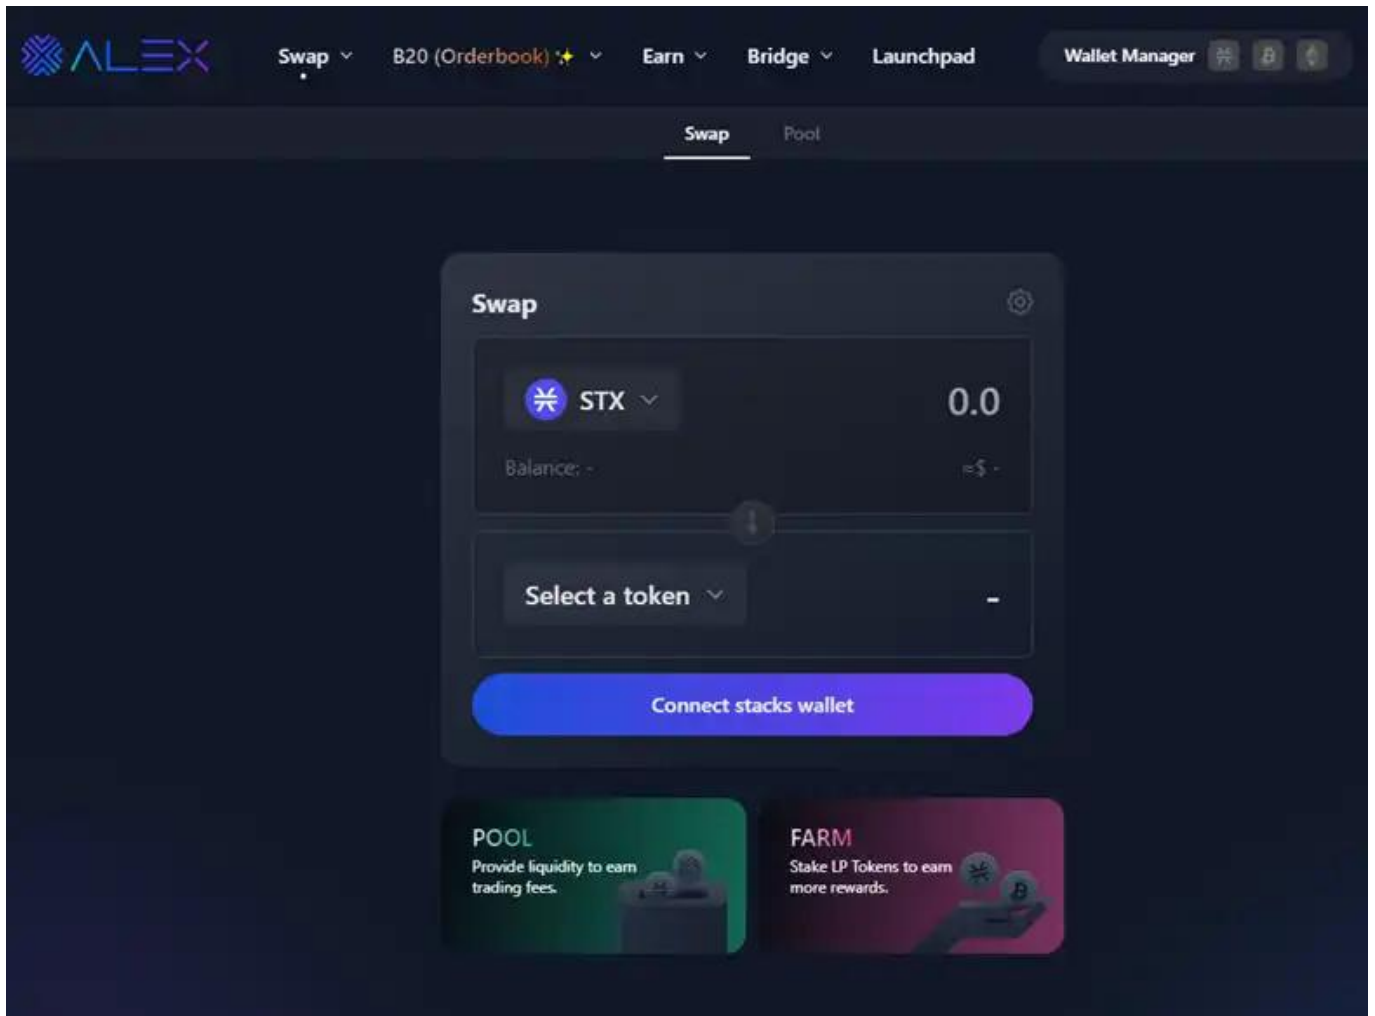 ALEX
Swap B20 (Orderbook) Earn Bridge Launchpad Wallet Manager
Swap Pool
Swap
STX 0.0
Balance: - ≈$ -
Select a token -
Connect stacks wallet
POOL
Provide liquidity to earn
trading fees.
FARM
Stake LP Tokens to earn
more rewards.